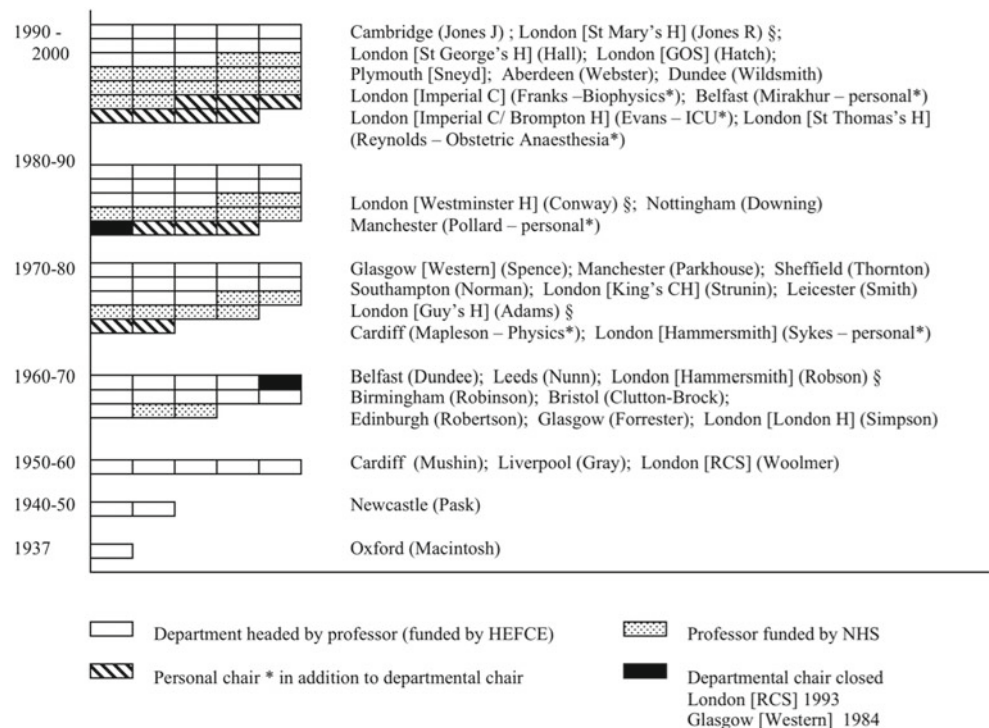 1990 -
2000
Cambridge (Jones J) ; London [St Mary's H] (Jones R) §;
London [St George's H] (Hall); London [GOS] (Hatch);
Plymouth [Sneyd]; Aberdeen (Webster); Dundee (Wildsmith)
London [Imperial C] (Franks –Biophysics*); Belfast (Mirakhur – personal*)
London [Imperial C/ Brompton H] (Evans – ICU*); London [St Thomas's H]
(Reynolds – Obstetric Anaesthesia*)
1980-90
London [Westminster H] (Conway) §; Nottingham (Downing)
Manchester (Pollard – personal*)
1970-80
Glasgow [Western] (Spence); Manchester (Parkhouse); Sheffield (Thornton)
Southampton (Norman); London [King's CH] (Strunin); Leicester (Smith)
London [Guy's H] (Adams) §
Cardiff (Mapleson – Physics*); London [Hammersmith] (Sykes – personal*)
1960-70
Belfast (Dundee); Leeds (Nunn); London [Hammersmith] (Robson) §
Birmingham (Robinson); Bristol (Clutton-Brock);
Edinburgh (Robertson); Glasgow (Forrester); London [London H] (Simpson)
1950-60
Cardiff (Mushin); Liverpool (Gray); London [RCS] (Woolmer)
1940-50
Newcastle (Pask)
1937
Oxford (Macintosh)
Department headed by professor (funded by HEFCE)
Professor funded by NHS
Personal chair * in addition to departmental chair
Departmental chair closed
London [RCS] 1993
Glasgow [Western] 1984